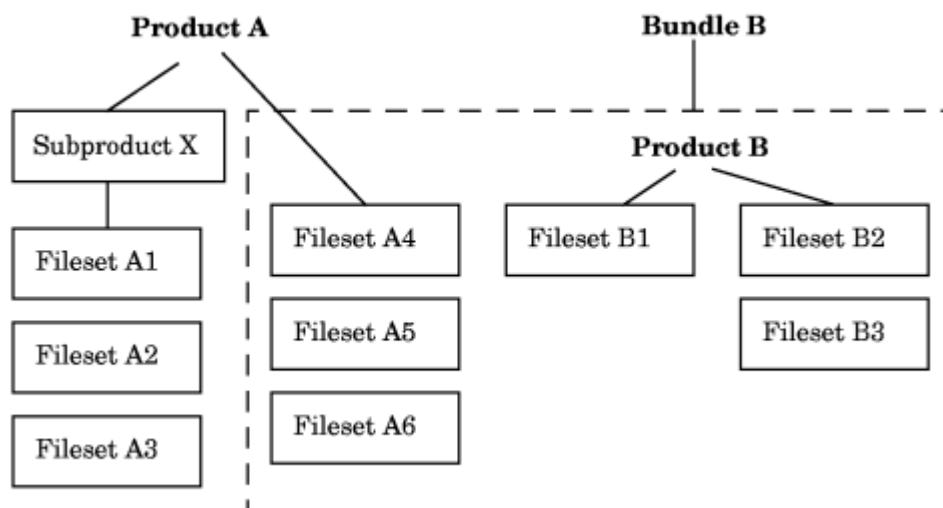 Product A
Bundle B
Subproduct X
Product B
Fileset A1
Fileset A4
Fileset B1
Fileset B2
Fileset A2
Fileset A5
Fileset B3
Fileset A3
Fileset A6